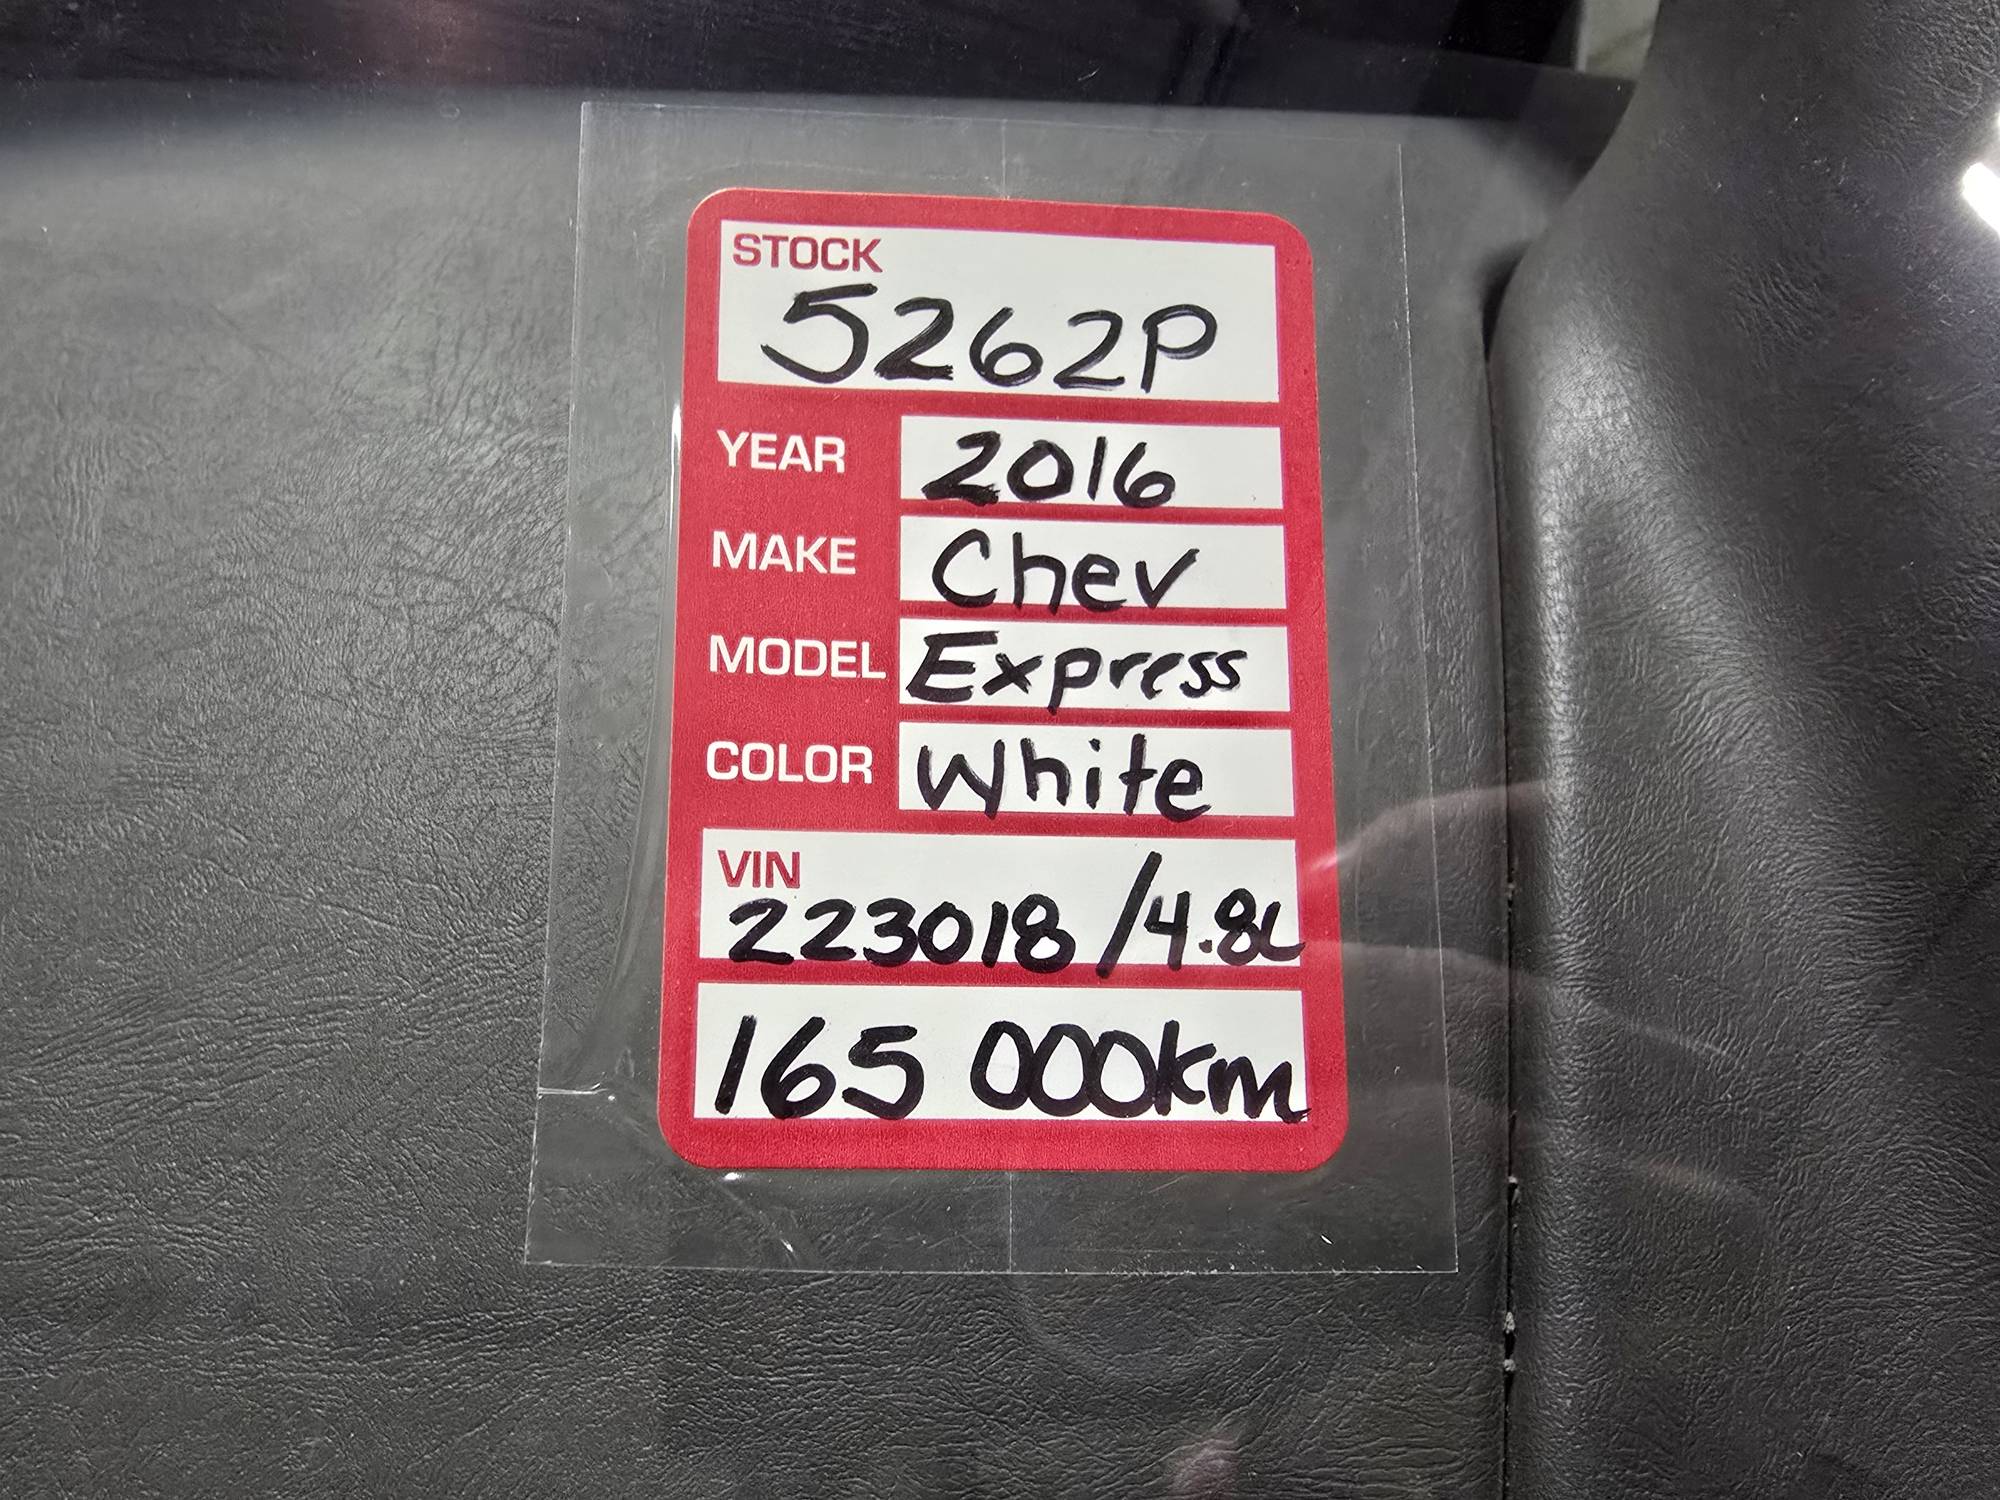 STOCK
5262P
YEAR 2016
MAKE Chev
MODEL Express
COLOR White
VIN
223018/4.8L
165 000km